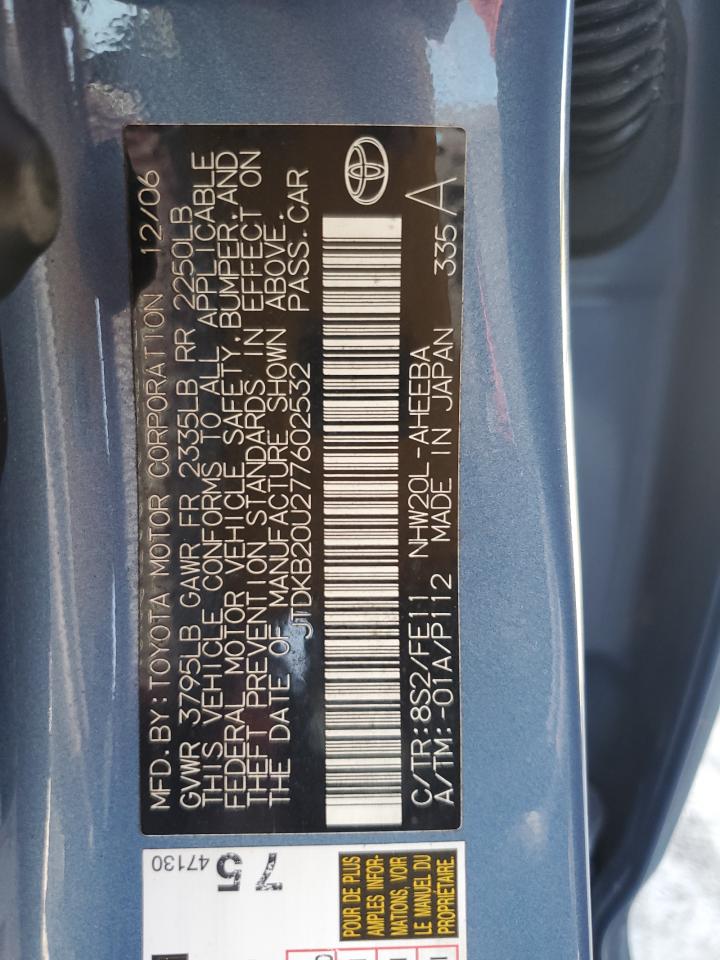 MFD. BY: TOYOTA MOTOR CORPORATION 12/06
GVWR 3795LB GAWR FR 2335LB RR 2250LB
THIS VEHICLE CONFORMS TO ALL APPLICABLE
FEDERAL MOTOR VEHICLE SAFETY, BUMPER, AND
THEFT PREVENTION STANDARDS IN EFFECT ON
THE DATE OF MANUFACTURE SHOWN ABOVE.
JTDKB20U277602532 PASS. CAR
C/TR: 8S2/FE11 NHW20L-AHEEBA
A/TM: -01A/P112 MADE IN JAPAN 335 A
75
47130
POUR DE PLUS
AMPLES INFOR-
MATIONS, VOIR
LE MANUEL DU
PROPRIÉTAIRE.